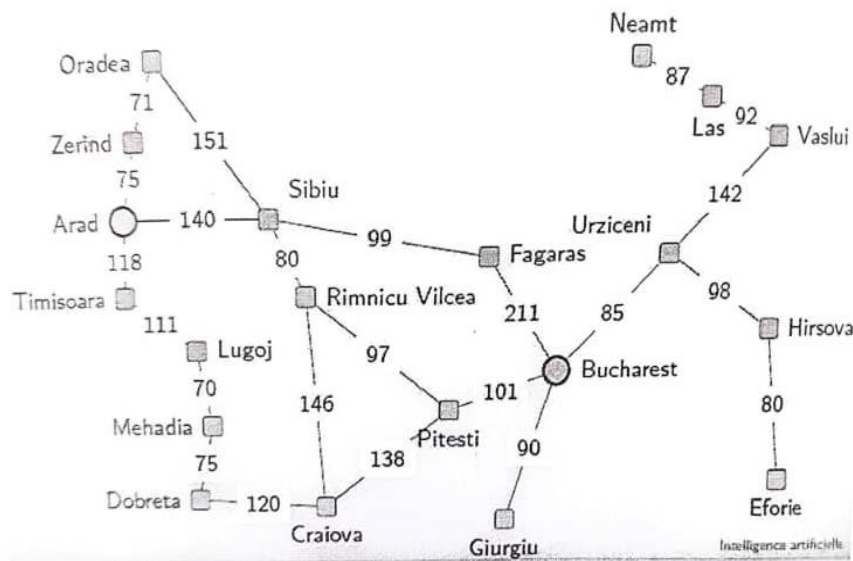 Neamt
Oradea
87
71
Las
92
Zerind
151
Vaslui
75
Sibiu
142
Arad
140
Urziceni
99
Fagaras
118
80
98
Timisoara
Rimnicu Vilcea
211
85
111
Hirsova
Lugoj
97
Bucharest
70
146
101
80
Mehadia
Pitesti
90
75
138
Dobreta
120
Eforie
Craiova
Giurgiu
Intelligence artificielle